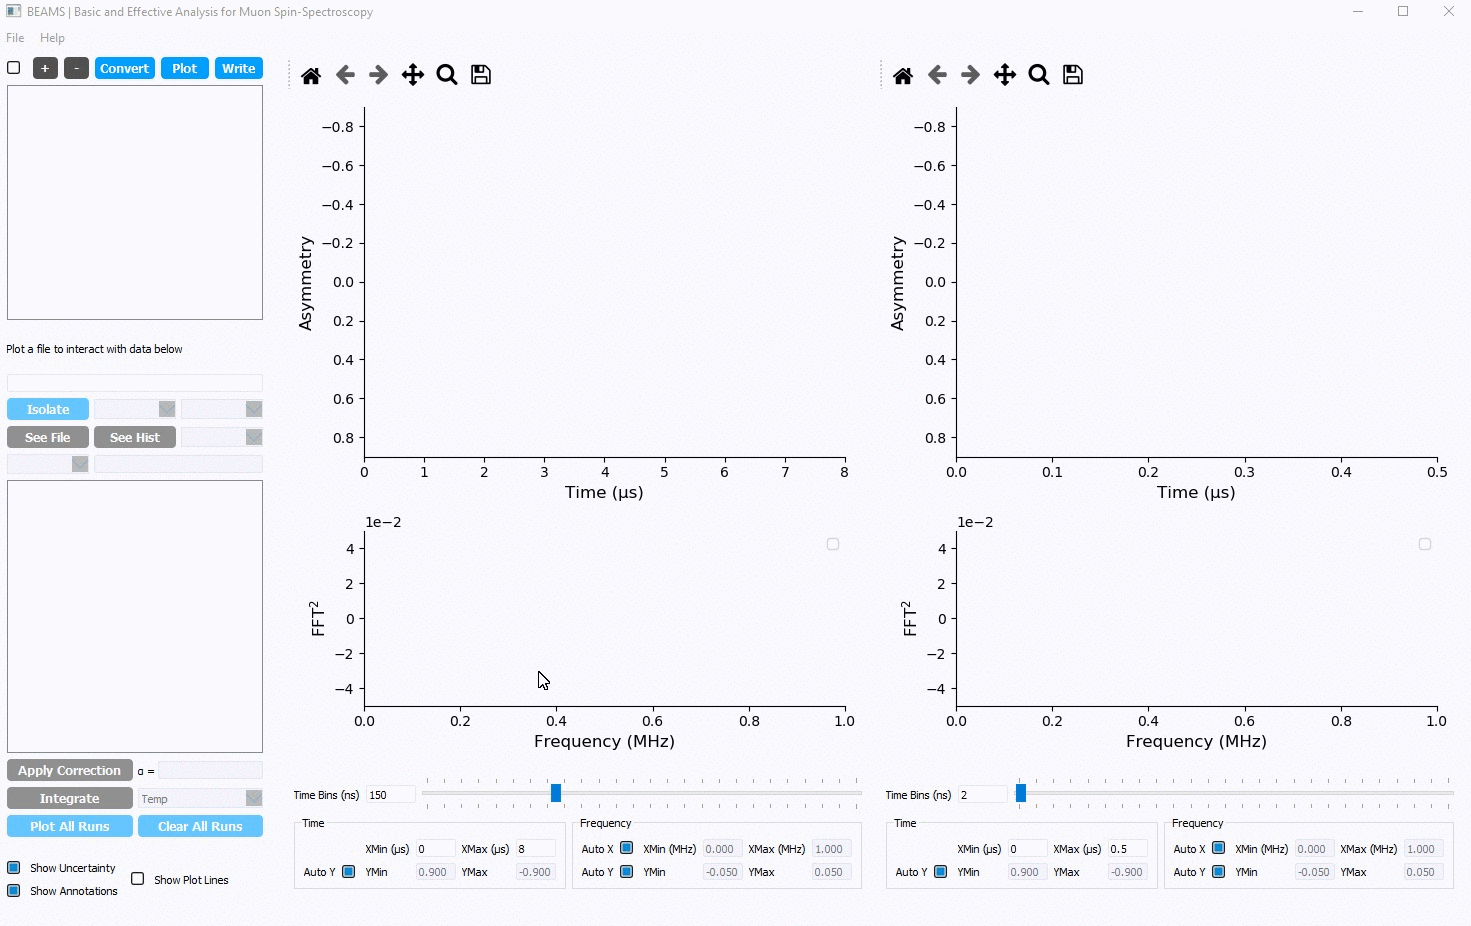 BEAMS | Basic and Effective Analysis for Muon Spin-Spectroscopy
File Help
+ - Convert Plot Write
Plot a file to interact with data below
Isolate
See File See Hist
Apply Correction α =
Integrate Temp
Plot All Runs Clear All Runs
Show Uncertainty
Show Annotations
Show Plot Lines
−0.8
−0.6
−0.4
−0.2
0.0
0.2
0.4
0.6
0.8
Asymmetry
0 1 2 3 4 5 6 7 8
Time (μs)
1e−2
4
2
0
−2
−4
FFT²
0.0 0.2 0.4 0.6 0.8 1.0
Frequency (MHz)
Time Bins (ns) 150
Time
XMin (μs) 0 XMax (μs) 8
Auto Y YMin 0.900 YMax -0.900
Frequency
Auto X XMin (MHz) 0.000 XMax (MHz) 1.000
Auto Y YMin -0.050 YMax 0.050
−0.8
−0.6
−0.4
−0.2
0.0
0.2
0.4
0.6
0.8
Asymmetry
0.0 0.1 0.2 0.3 0.4 0.5
Time (μs)
1e−2
4
2
0
−2
−4
FFT²
0.0 0.2 0.4 0.6 0.8 1.0
Frequency (MHz)
Time Bins (ns) 2
Time
XMin (μs) 0 XMax (μs) 0.5
Auto Y YMin 0.900 YMax -0.900
Frequency
Auto X XMin (MHz) 0.000 XMax (MHz) 1.000
Auto Y YMin -0.050 YMax 0.050